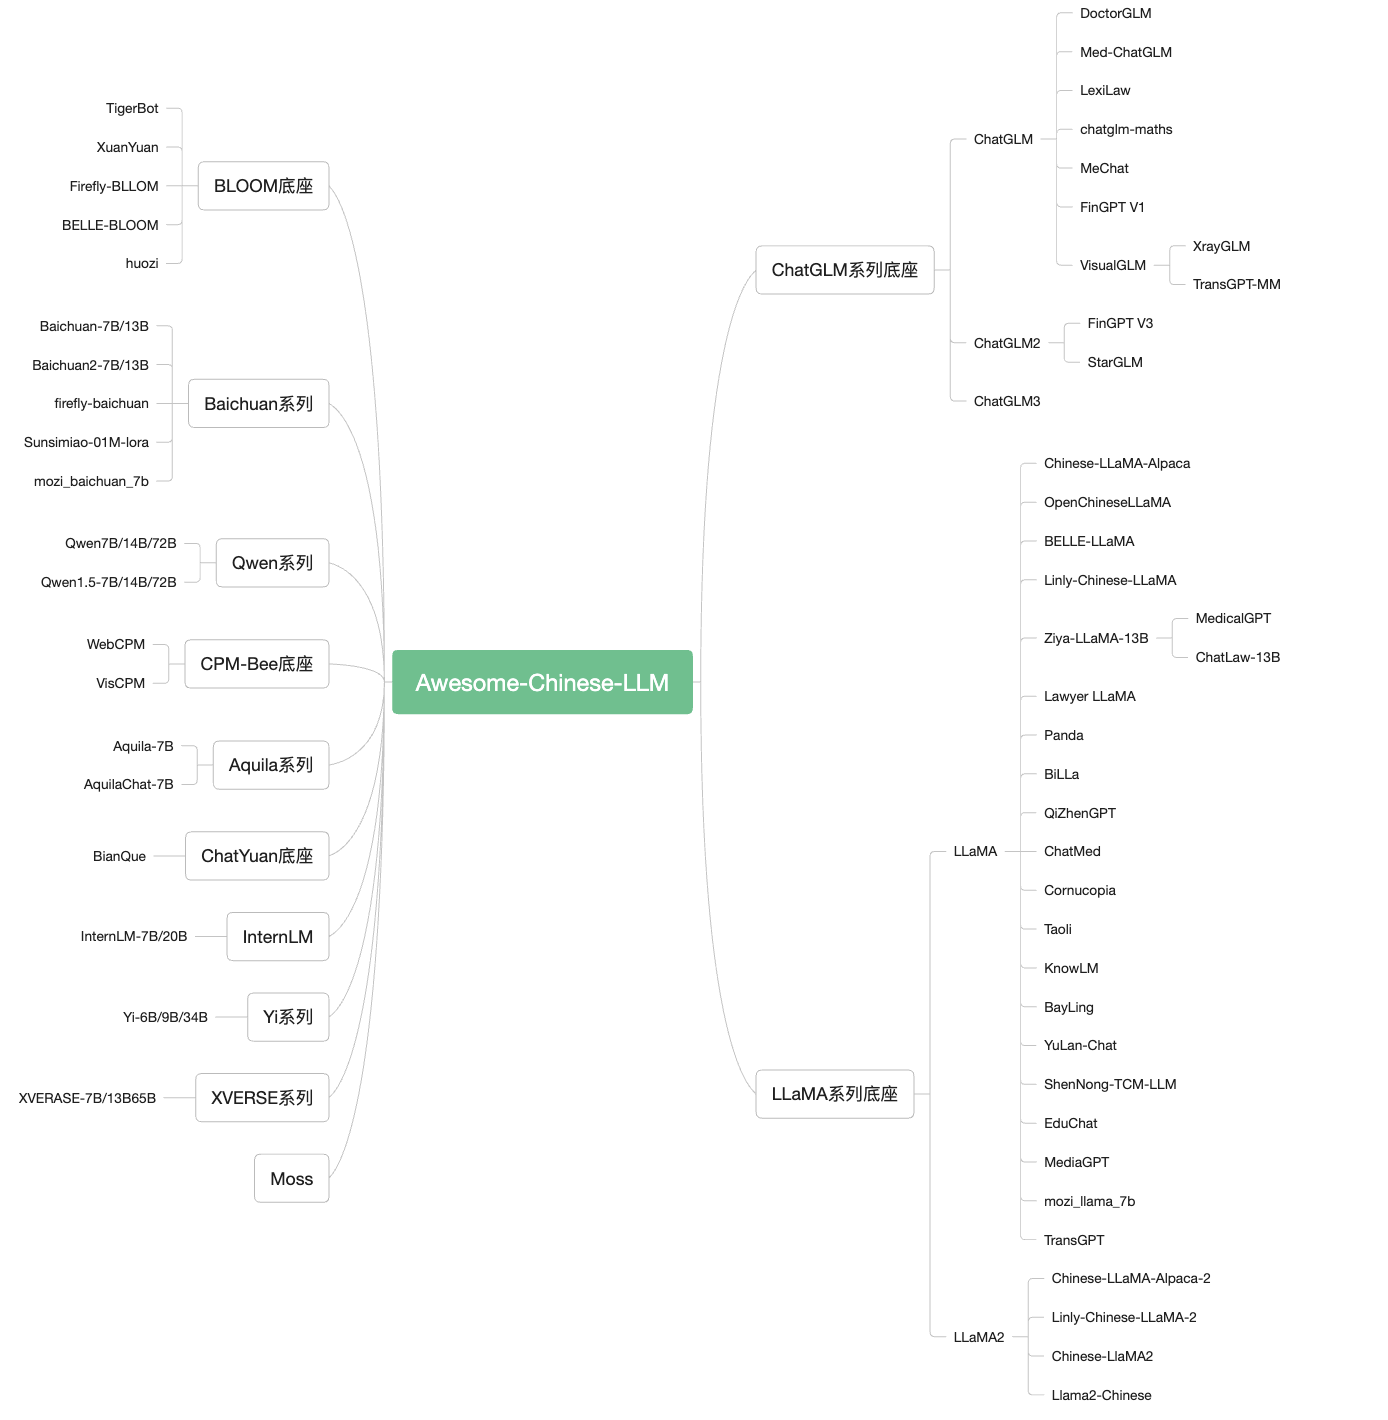 Awesome-Chinese-LLM
BLOOM底座
TigerBot
XuanYuan
Firefly-BLLOM
BELLE-BLOOM
huozi
Baichuan系列
Baichuan-7B/13B
Baichuan2-7B/13B
firefly-baichuan
Sunsimiao-01M-lora
mozi_baichuan_7b
Qwen系列
Qwen7B/14B/72B
Qwen1.5-7B/14B/72B
CPM-Bee底座
WebCPM
VisCPM
Aquila系列
Aquila-7B
AquilaChat-7B
ChatYuan底座
BianQue
InternLM
InternLM-7B/20B
Yi系列
Yi-6B/9B/34B
XVERSE系列
XVERASE-7B/13B65B
Moss
ChatGLM系列底座
ChatGLM
DoctorGLM
Med-ChatGLM
LexiLaw
chatglm-maths
MeChat
FinGPT V1
VisualGLM
XrayGLM
TransGPT-MM
ChatGLM2
FinGPT V3
StarGLM
ChatGLM3
LLaMA系列底座
LLaMA
Chinese-LLaMA-Alpaca
OpenChineseLLaMA
BELLE-LLaMA
Linly-Chinese-LLaMA
Ziya-LLaMA-13B
MedicalGPT
ChatLaw-13B
Lawyer LLaMA
Panda
BiLLa
QiZhenGPT
ChatMed
Cornucopia
Taoli
KnowLM
BayLing
YuLan-Chat
ShenNong-TCM-LLM
EduChat
MediaGPT
mozi_llama_7b
TransGPT
LLaMA2
Chinese-LLaMA-Alpaca-2
Linly-Chinese-LLaMA-2
Chinese-LlaMA2
Llama2-Chinese